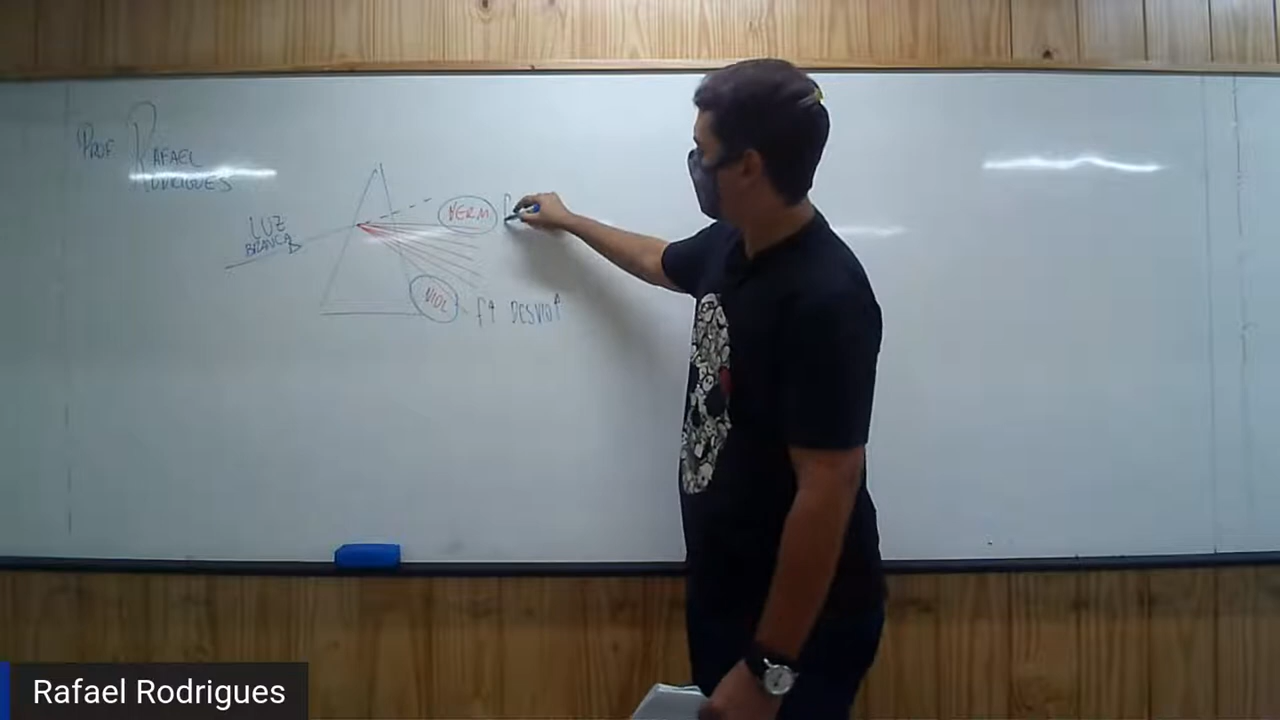 PROF. RAFAEL
RODRIGUES
LUZ
BRANCA
VERM.
f
VIOL
f↑ DESVIO↑
Rafael Rodrigues